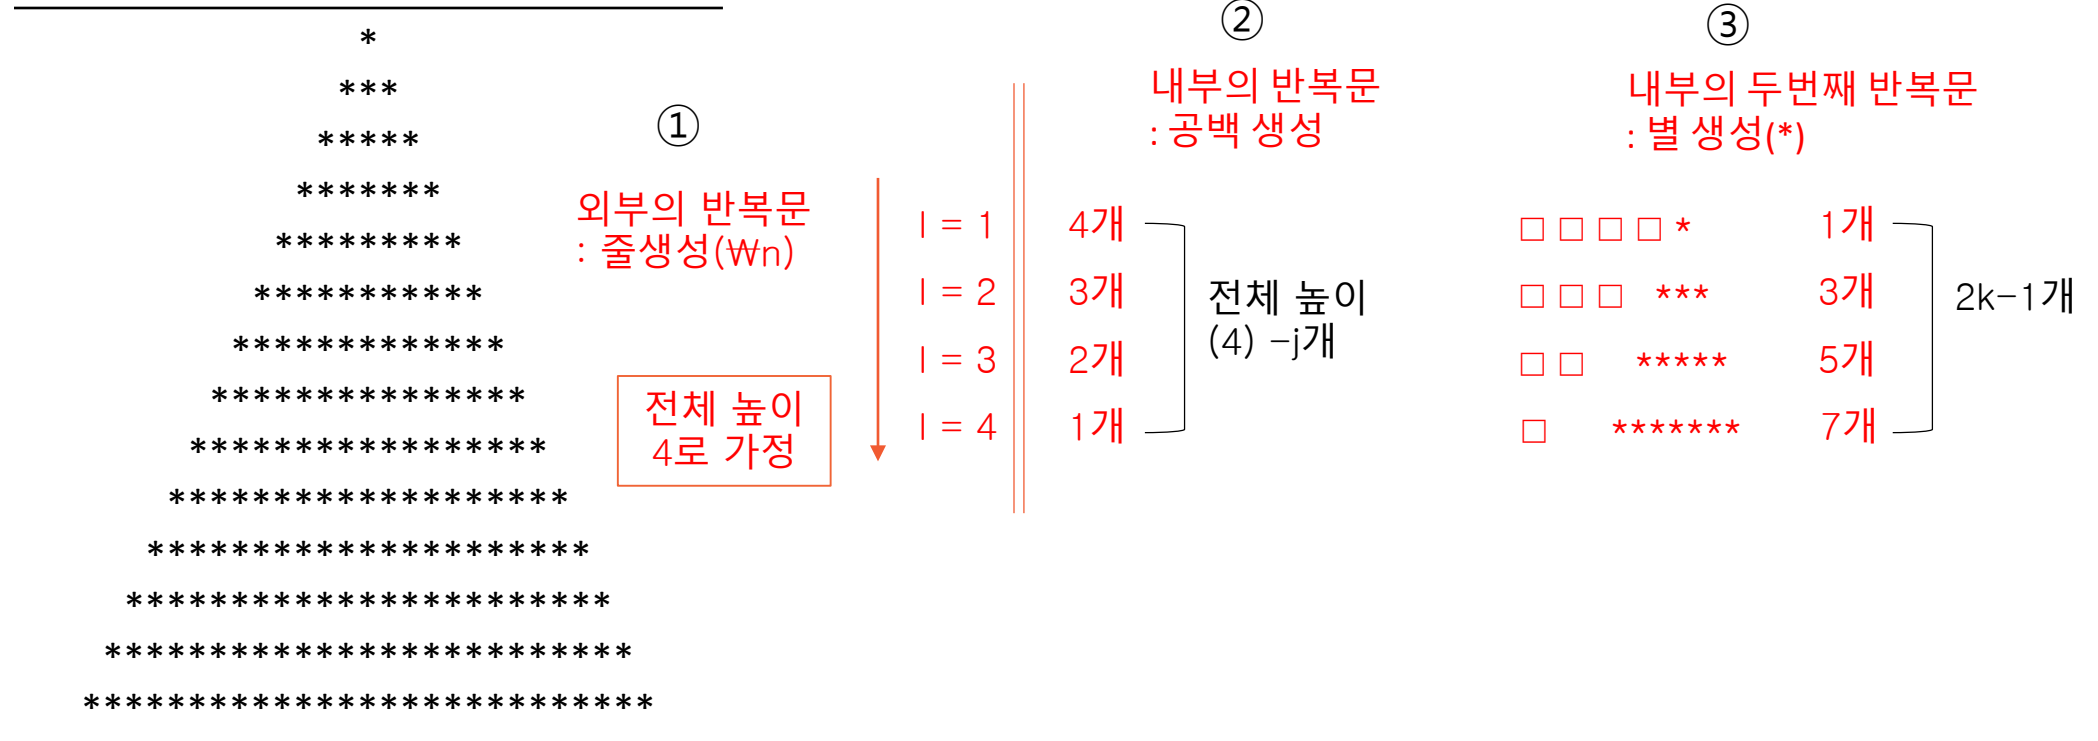 *
***
*****
*******
*********
***********
*************
***************
*****************
*******************
*********************
***********************
*************************
***************************
①
외부의 반복문
: 줄생성(₩n)
전체 높이
4로 가정
②
내부의 반복문
: 공백 생성
③
내부의 두번째 반복문
: 별 생성(*)
I = 1 4개 □ □ □ □ * 1개
I = 2 3개 □ □ □ *** 3개
I = 3 2개 □ □ ***** 5개
I = 4 1개 □ ******* 7개
전체 높이
(4) -j개
2k-1개